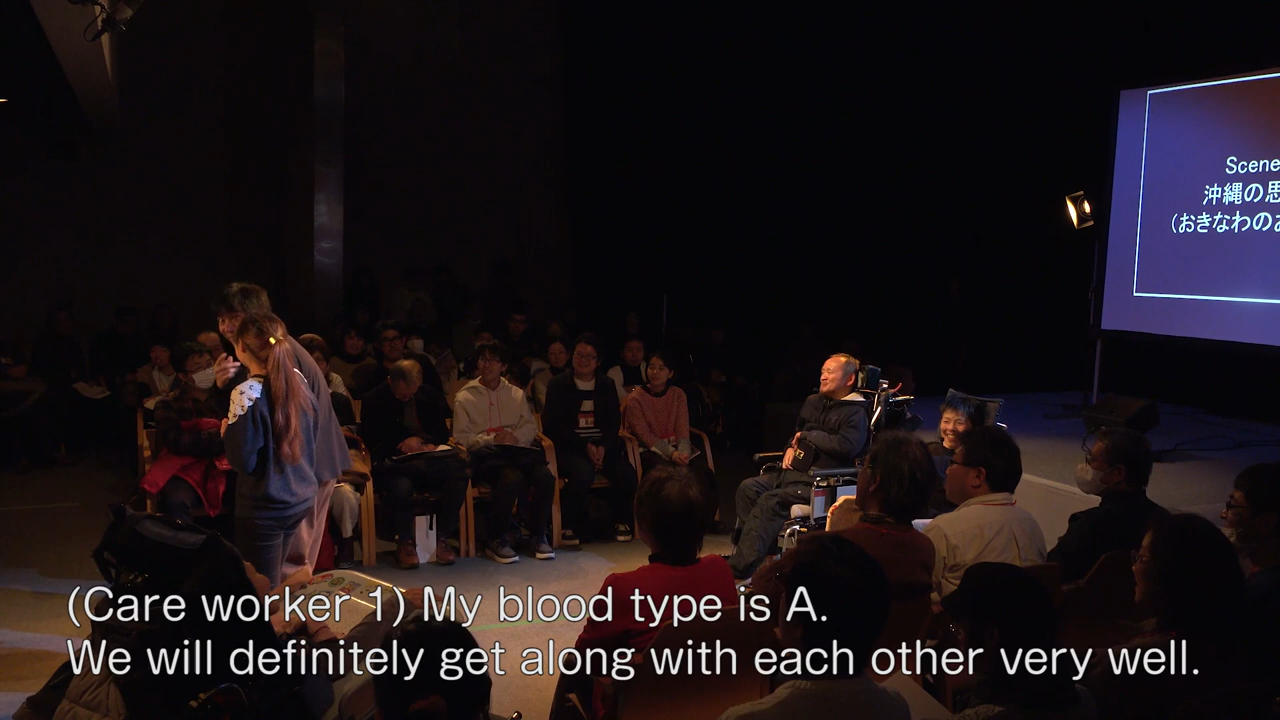 Scene
沖縄の思
(おきなわのお
(Care worker 1) My blood type is A.
We will definitely get along with each other very well.